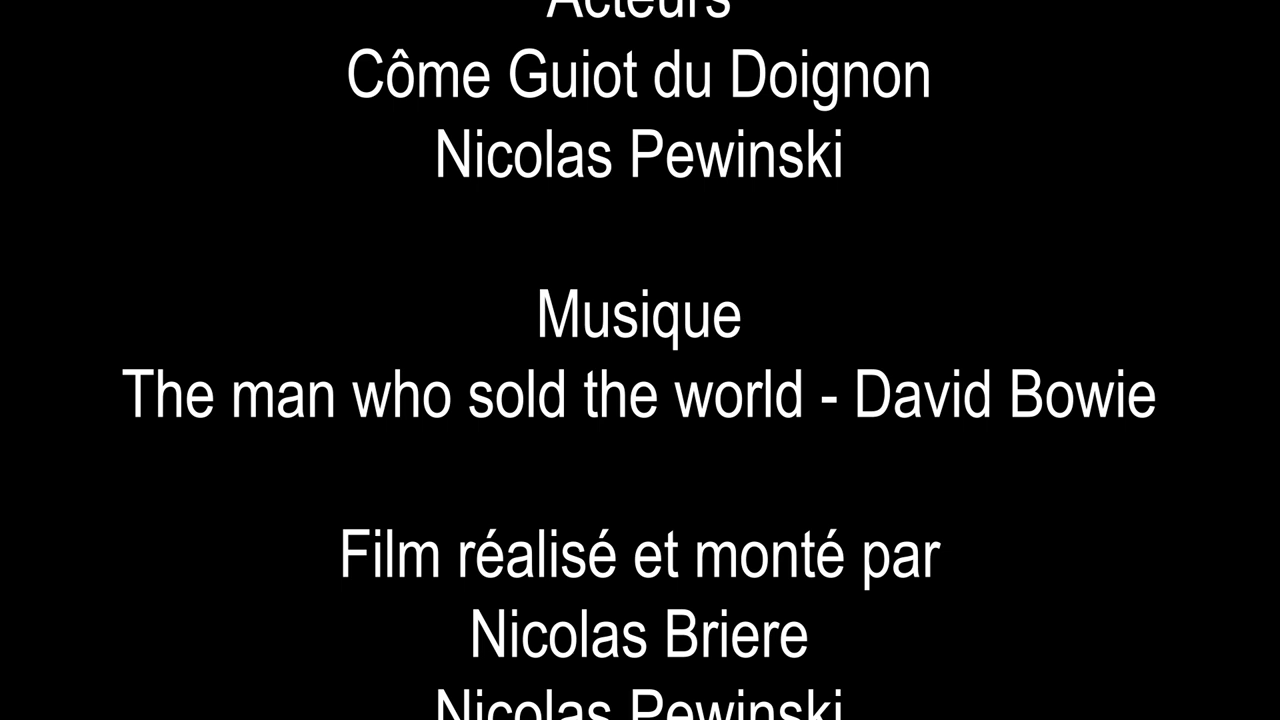 Acteurs
Côme Guiot du Doignon
Nicolas Pewinski
Musique
The man who sold the world - David Bowie
Film réalisé et monté par
Nicolas Briere
Nicolas Pewinski